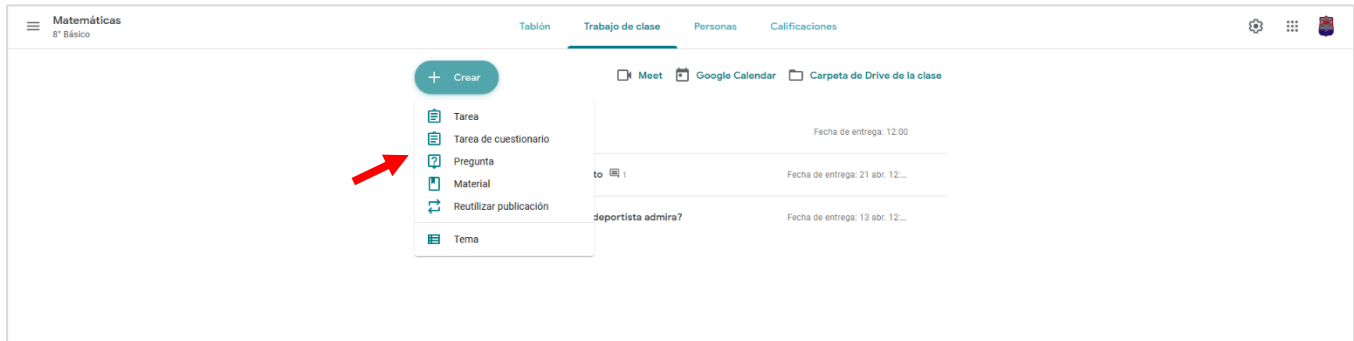 Matemáticas
8° Básico
Tablón Trabajo de clase Personas Calificaciones
Crear
Meet Google Calendar Carpeta de Drive de la clase
Tarea
Tarea de cuestionario
Pregunta
Material
Reutilizar publicación
Tema
Fecha de entrega: 12:00
to 1 Fecha de entrega: 21 abr. 12:...
deportista admira? Fecha de entrega: 13 abr. 12:...